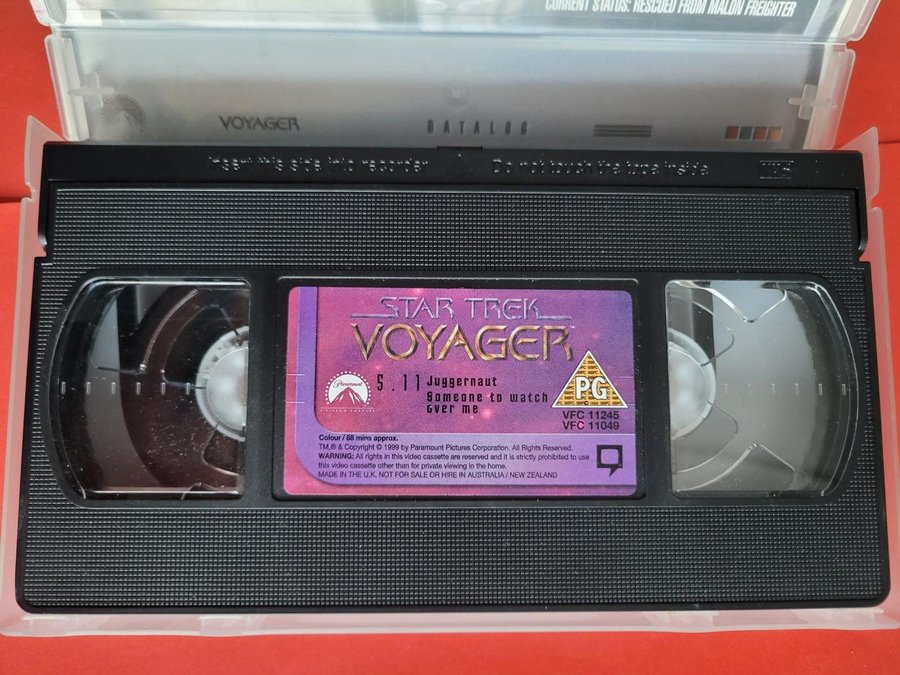 CURRENT STATUS: RESCUED FROM MALON FREIGHTER
VOYAGER DATALOG
Insert this side into recorder Do not touch the tape inside
VHS
STAR TREK
VOYAGER™
Paramount
5.11 Juggernaut
Someone to watch
over me
PG
VFC 11245
VFC 11049
Colour / 88 mins approx.
TM,® & Copyright © 1999 by Paramount Pictures Corporation. All Rights Reserved.
WARNING: All rights in this video cassette are reserved and it is strictly prohibited to use
this video cassette other than for private viewing in the home.
MADE IN THE U.K. NOT FOR SALE OR HIRE IN AUSTRALIA / NEW ZEALAND